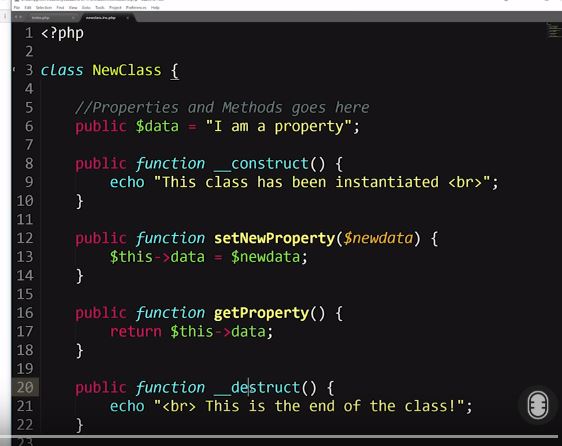 File Edit Selection Find View Goto Tools Project Preferences Help
index.php newclass.inc.php
1 <?php
2
3 class NewClass {
4
5 //Properties and Methods goes here
6 public $data = "I am a property";
7
8 public function __construct() {
9 echo "This class has been instantiated <br>";
10 }
11
12 public function setNewProperty($newdata) {
13 $this->data = $newdata;
14 }
15
16 public function getProperty() {
17 return $this->data;
18 }
19
20 public function __destruct() {
21 echo "<br> This is the end of the class!";
22 }
23